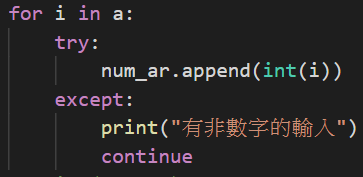 for i in a:
    try:
        num_ar.append(int(i))
    except:
        print("有非數字的輸入")
        continue